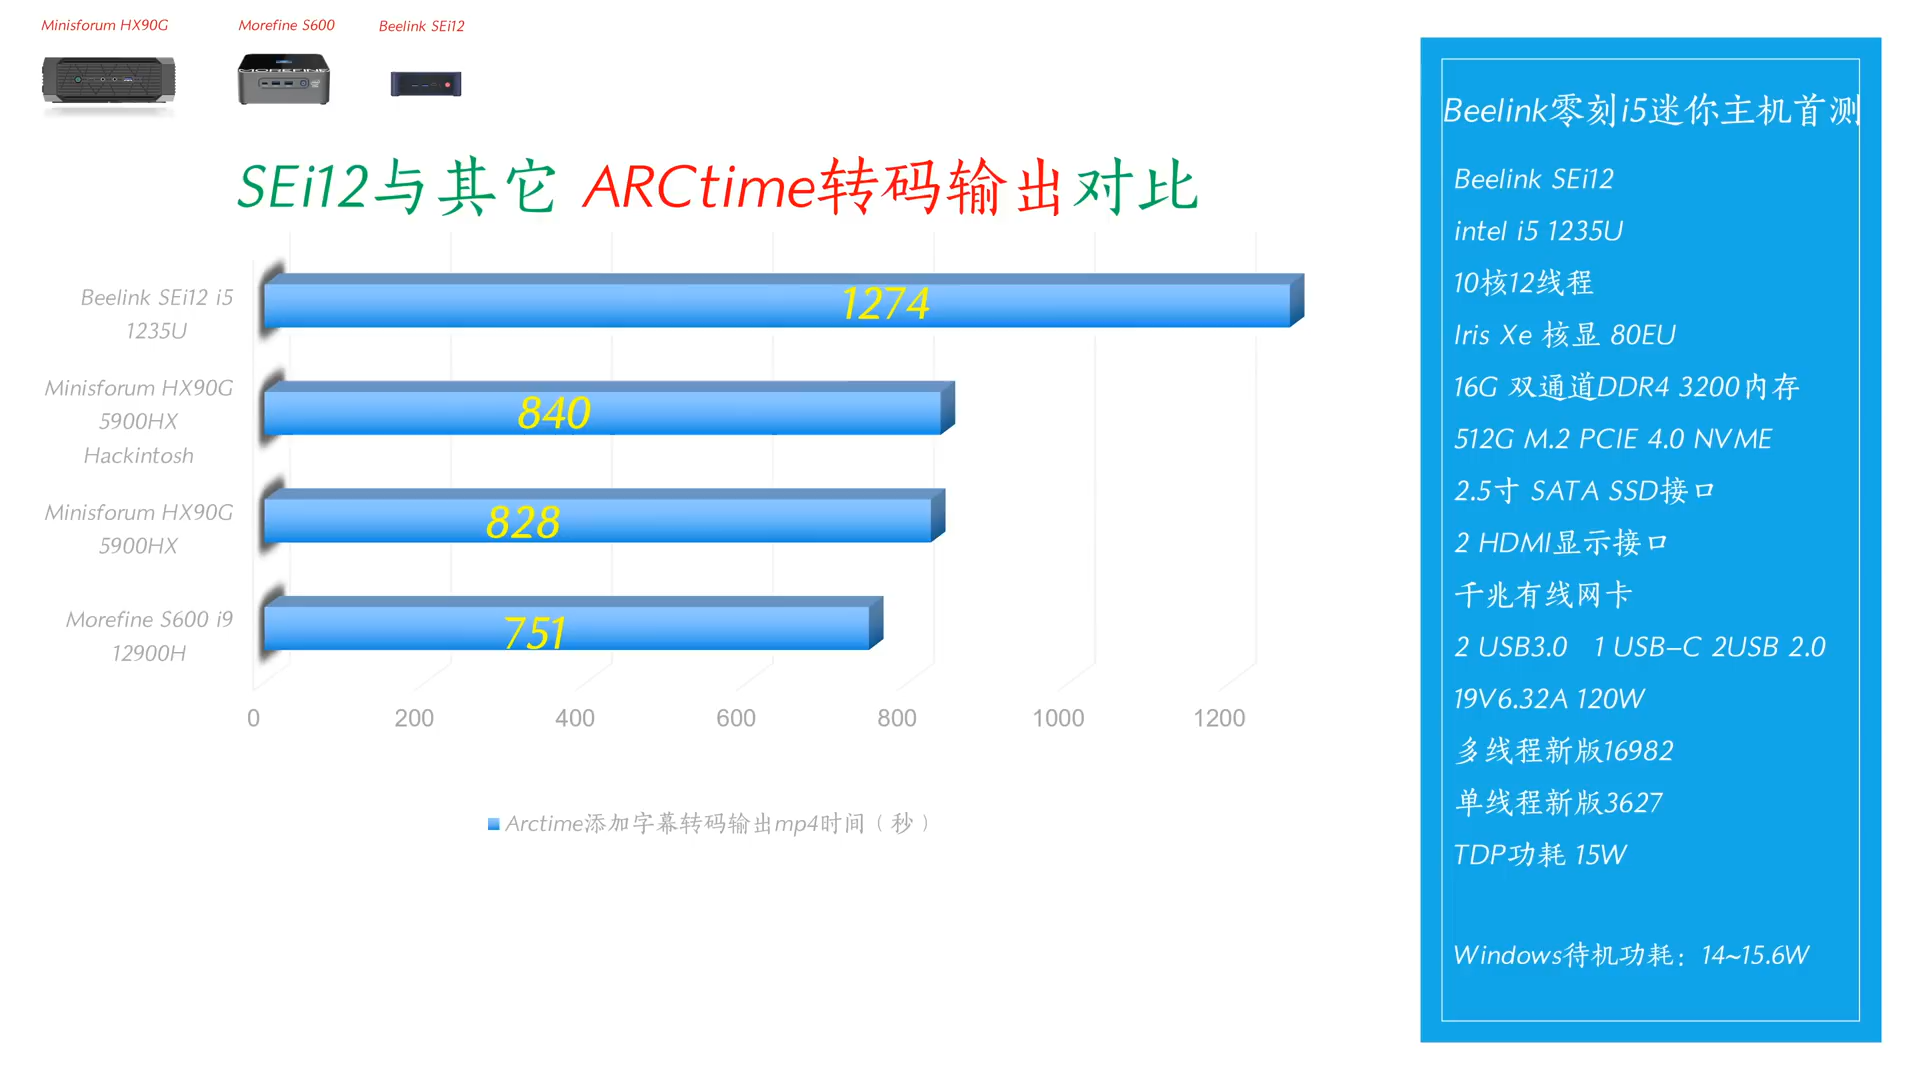 Minisforum HX90G
Morefine S600
Beelink SEi12
MOREFINE
SEi12与其它 ARCtime转码输出对比
Beelink SEi12 i5
1235U
1274
Minisforum HX90G
5900HX
Hackintosh
840
Minisforum HX90G
5900HX
828
Morefine S600 i9
12900H
751
0 200 400 600 800 1000 1200
Arctime添加字幕转码输出mp4时间（秒）
Beelink零刻i5迷你主机首测
Beelink SEi12
intel i5 1235U
10核12线程
Iris Xe 核显 80EU
16G 双通道DDR4 3200内存
512G M.2 PCIE 4.0 NVME
2.5寸 SATA SSD接口
2 HDMI显示接口
千兆有线网卡
2 USB3.0 1 USB-C 2USB 2.0
19V6.32A 120W
多线程新版16982
单线程新版3627
TDP功耗 15W
Windows待机功耗：14~15.6W